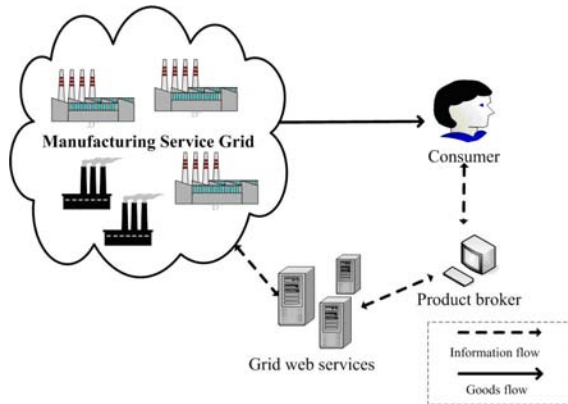 Manufacturing Service Grid
Consumer
Product broker
Grid web services
Information flow
Goods flow